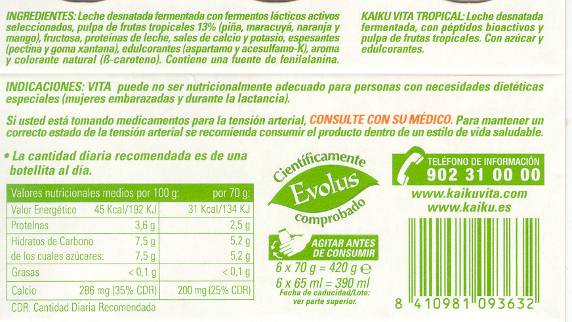 INGREDIENTES: Leche desnatada fermentada con fermentos lácticos activos
seleccionados, pulpa de frutas tropicales 13% (piña, maracuyá, naranja y
mango), fructosa, proteínas de leche, sales de calcio y potasio, espesantes
(pectina y goma xantana), edulcorantes (aspartamo y acesulfamo-K), aroma
y colorante natural (ß-caroteno). Contiene una fuente de fenilalanina.
KAIKU VITA TROPICAL: Leche desnatada
fermentada, con péptidos bioactivos y
pulpa de frutas tropicales. Con azúcar y
edulcorantes.
INDICACIONES: VITA puede no ser nutricionalmente adecuado para personas con necesidades dietéticas
especiales (mujeres embarazadas y durante la lactancia).
Si usted está tomando medicamentos para la tensión arterial, CONSULTE CON SU MÉDICO. Para mantener un
correcto estado de la tensión arterial se recomienda consumir el producto dentro de un estilo de vida saludable.
• La cantidad diaria recomendada es de una
botellita al día.
Valores nutricionales medios por 100 g: por 70 g:
Valor Energético 45 Kcal/192 KJ 31 Kcal/134 KJ
Proteínas 3,6 g 2,5 g
Hidratos de Carbono 7,5 g 5,2 g
de los cuales azúcares: 7,5 g 5,2 g
Grasas <0,1 g <0,1 g
Calcio 286 mg (35% CDR) 200 mg (25% CDR)
CDR: Cantidad Diaria Recomendada
Científicamente
Evolus
comprobado
AGITAR ANTES
DE CONSUMIR
6 x 70 g = 420 g e
6 x 65 ml = 390 ml
Fecha de caducidad/Lote:
ver parte superior.
TELÉFONO DE INFORMACIÓN
902 31 00 00
www.kaikuvita.com
www.kaiku.es
8 410981 093632